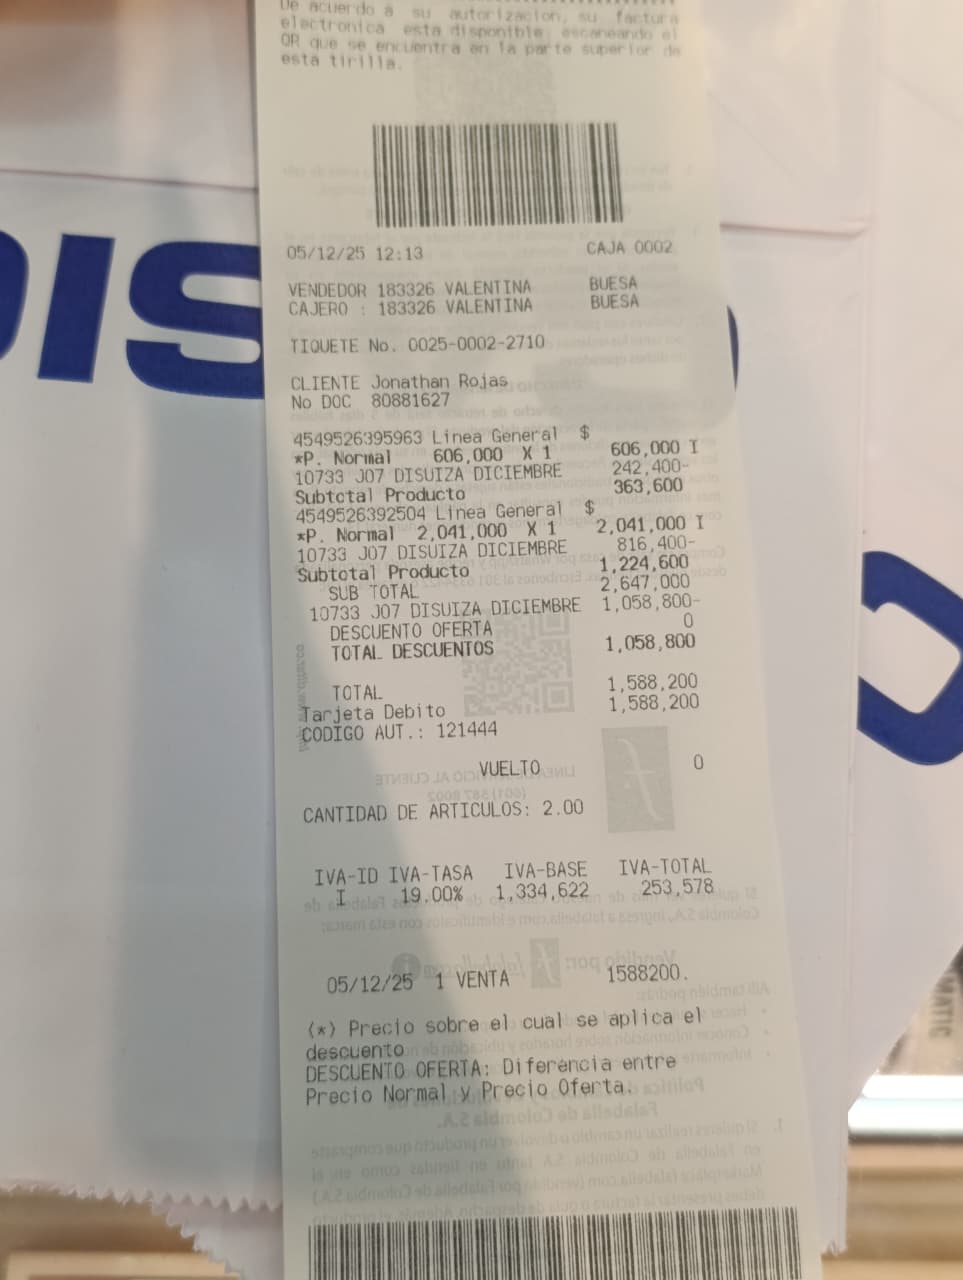 De acuerdo a su autorizacion, su factura
electronica esta disponible escaneando el
QR que se encuentra en la parte superior de
esta tirilla.
05/12/25 12:13 CAJA 0002
VENDEDOR 183326 VALENTINA BUESA
CAJERO : 183326 VALENTINA BUESA
TIQUETE No. 0025-0002-2710
CLIENTE Jonathan Rojas
No DOC 80881627
4549526395963 Linea General $
*P. Normal 606,000 X 1 606,000 I
10733 J07 DISUIZA DICIEMBRE 242,400-
Subtotal Producto 363,600
4549526392504 Linea General $
*P. Normal 2,041,000 X 1 2,041,000 I
10733 J07 DISUIZA DICIEMBRE 816,400-
Subtotal Producto 1,224,600
SUB TOTAL 2,647,000
10733 J07 DISUIZA DICIEMBRE 1,058,800-
DESCUENTO OFERTA 0
TOTAL DESCUENTOS 1,058,800
TOTAL 1,588,200
Tarjeta Debito 1,588,200
CODIGO AUT.: 121444
VUELTO 0
CANTIDAD DE ARTICULOS: 2.00
IVA-ID IVA-TASA IVA-BASE IVA-TOTAL
I 19.00% 1,334,622 253,578
05/12/25 1 VENTA 1588200.
(*) Precio sobre el cual se aplica el
descuento
DESCUENTO OFERTA: Diferencia entre
Precio Normal y Precio Oferta.